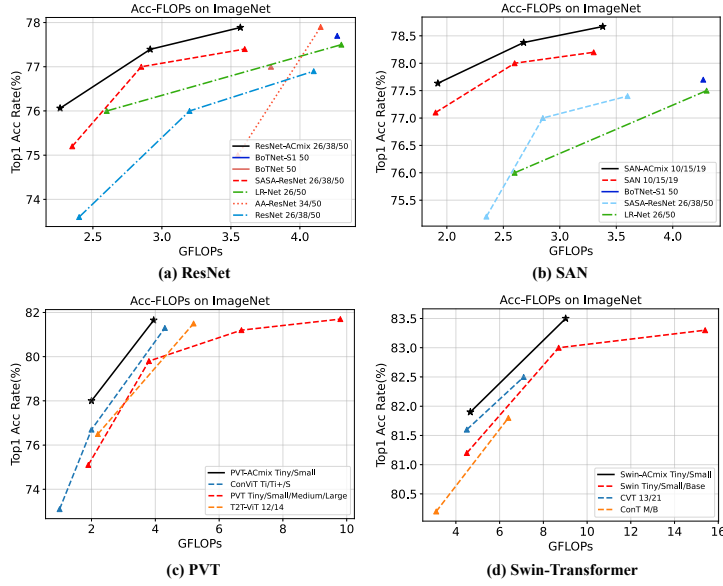 Acc-FLOPs on ImageNet
Top1 Acc Rate(%)
78
77
76
75
74
73
2.5
3.0
3.5
4.0
GFLOPs
ResNet-ACmix 26/38/50
BoTNet-S1 50
BoTNet 50
SASA-ResNet 26/38/50
LR-Net 26/50
AA-ResNet 34/50
ResNet 26/38/50
(a) ResNet
Acc-FLOPs on ImageNet
Top1 Acc Rate(%)
78.5
78.0
77.5
77.0
76.5
76.0
75.5
2.0
2.5
3.0
3.5
4.0
GFLOPs
SAN-ACmix 10/15/19
SAN 10/15/19
BoTNet-S1 50
SASA-ResNet 26/38/50
LR-Net 26/50
(b) SAN
Acc-FLOPs on ImageNet
Top1 Acc Rate(%)
82
80
78
76
74
2
4
6
8
10
GFLOPs
PVT-ACmix Tiny/Small
ConViT Ti/Ti+/S
PVT Tiny/Small/Medium/Large
T2T-ViT 12/14
(c) PVT
Acc-FLOPs on ImageNet
Top1 Acc Rate(%)
83.5
83.0
82.5
82.0
81.5
81.0
80.5
4
6
8
10
12
14
16
GFLOPs
Swin-ACmix Tiny/Small
Swin Tiny/Small/Base
CVT 13/21
ConT M/B
(d) Swin-Transformer